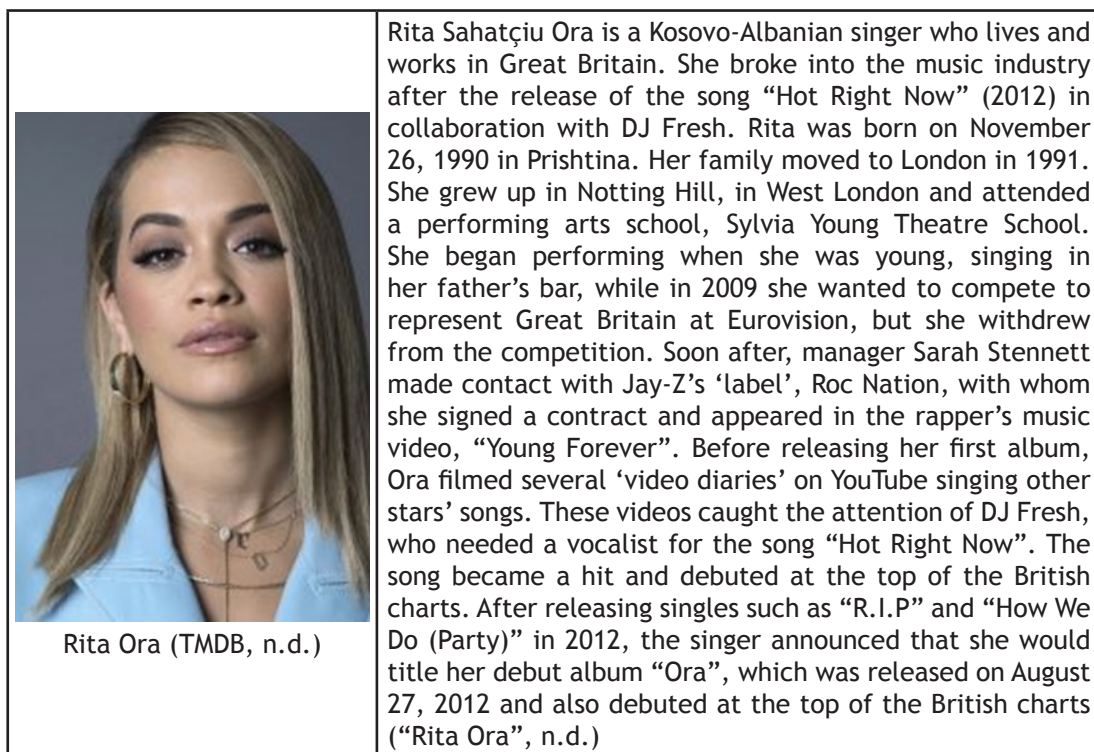 Rita Ora (TMDB, n.d.)
Rita Sahatçiu Ora is a Kosovo-Albanian singer who lives and
works in Great Britain. She broke into the music industry
after the release of the song “Hot Right Now” (2012) in
collaboration with DJ Fresh. Rita was born on November
26, 1990 in Prishtina. Her family moved to London in 1991.
She grew up in Notting Hill, in West London and attended
a performing arts school, Sylvia Young Theatre School.
She began performing when she was young, singing in
her father’s bar, while in 2009 she wanted to compete to
represent Great Britain at Eurovision, but she withdrew
from the competition. Soon after, manager Sarah Stennett
made contact with Jay-Z’s ‘label’, Roc Nation, with whom
she signed a contract and appeared in the rapper’s music
video, “Young Forever”. Before releasing her first album,
Ora filmed several ‘video diaries’ on YouTube singing other
stars’ songs. These videos caught the attention of DJ Fresh,
who needed a vocalist for the song “Hot Right Now”. The
song became a hit and debuted at the top of the British
charts. After releasing singles such as “R.I.P” and “How We
Do (Party)” in 2012, the singer announced that she would
title her debut album “Ora”, which was released on August
27, 2012 and also debuted at the top of the British charts
(“Rita Ora”, n.d.)